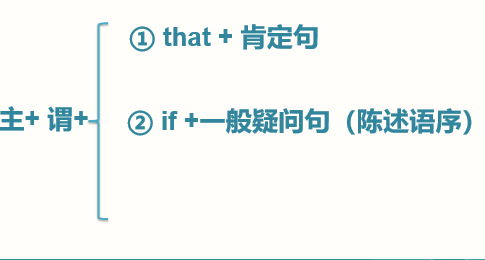 ① that + 肯定句
主+ 谓+
② if +一般疑问句（陈述语序）